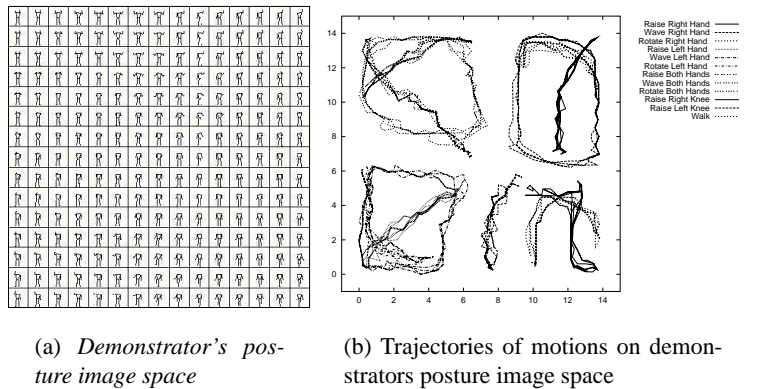 14
12
10
8
6
4
2
0
0 2 4 6 8 10 12 14
Raise Right Hand
Wave Right Hand
Rotate Right Hand
Raise Left Hand
Wave Left Hand
Rotate Left Hand
Raise Both Hands
Wave Both Hands
Rotate Both Hands
Raise Right Knee
Raise Left Knee
Walk
(a) Demonstrator's pos-
ture image space
(b) Trajectories of motions on demon-
strators posture image space